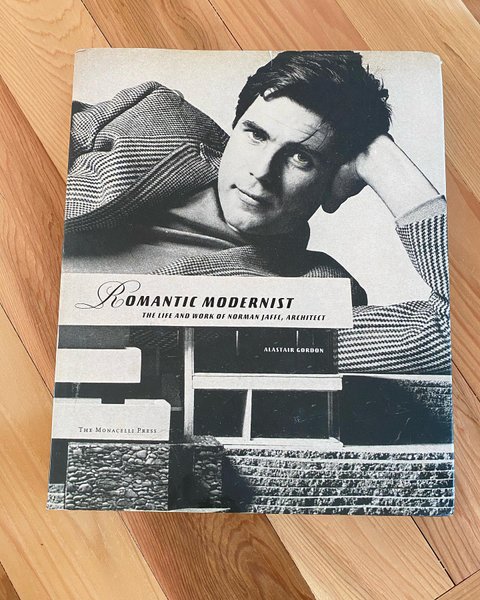 ROMANTIC MODERNIST
THE LIFE AND WORK OF NORMAN JAFFE, ARCHITECT
ALASTAIR GORDON
THE MONACELLI PRESS